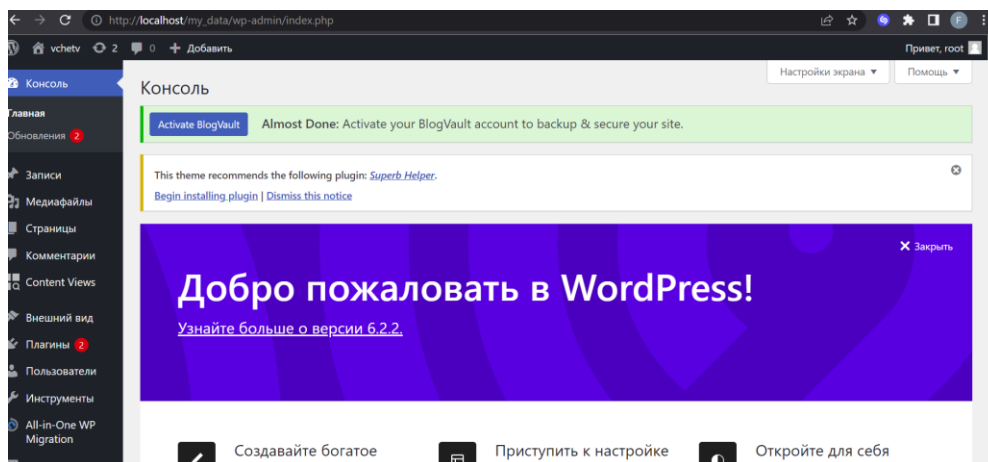 http://localhost/my_data/wp-admin/index.php
F
vchetv 2 0 + Добавить
Привет, root
Настройки экрана ▼ Помощь ▼
Консоль
Главная
Обновления 2
Записи
Медиафайлы
Страницы
Комментарии
Content Views
Внешний вид
Плагины 2
Пользователи
Инструменты
All-in-One WP
Migration
Консоль
Activate BlogVault Almost Done: Activate your BlogVault account to backup & secure your site.
This theme recommends the following plugin: Superb Helper.
Begin installing plugin | Dismiss this notice
Закрыть
Добро пожаловать в WordPress!
Узнайте больше о версии 6.2.2.
Создавайте богатое
Приступить к настройке
Откройте для себя